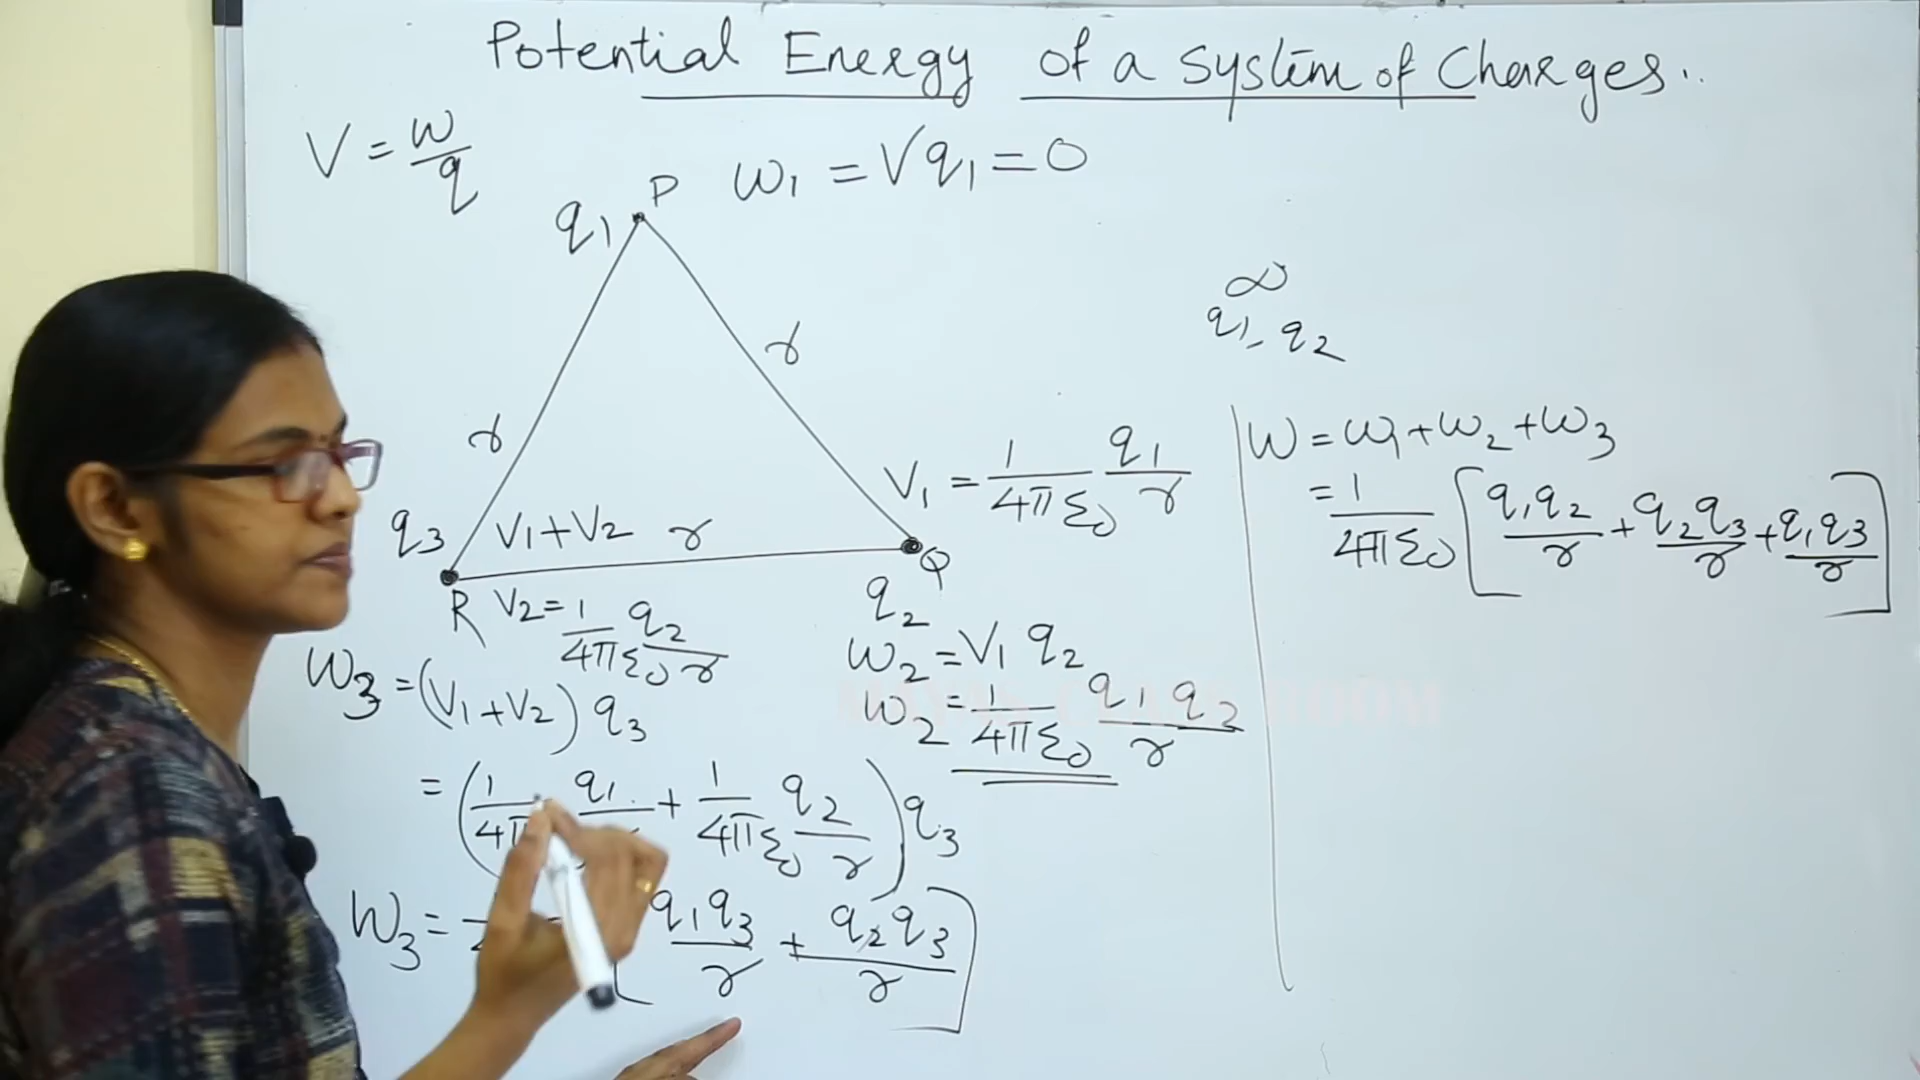 Potential Energy of a System of Charges..
V = w/q
w₁ = Vq₁ = 0
P
q₁
∞
q₁, q₂
r
r
V₁ = 1/4πε₀ q₁/r
W = w₁ + w₂ + w₃
= 1/4πε₀ [q₁q₂/r + q₂q₃/r + q₁q₃/r]
q₃ V₁+V₂ r
Q
R V₂ = 1/4πε₀ q₂/r
q₂
w₂ = V₁ q₂
w₂ = 1/4πε₀ q₁q₂/r
W₃ = (V₁+V₂) q₃
= (1/4π q₁ + 1/4πε₀ q₂/r) q₃
W₃ = q₁q₃/r + q₂q₃/r]